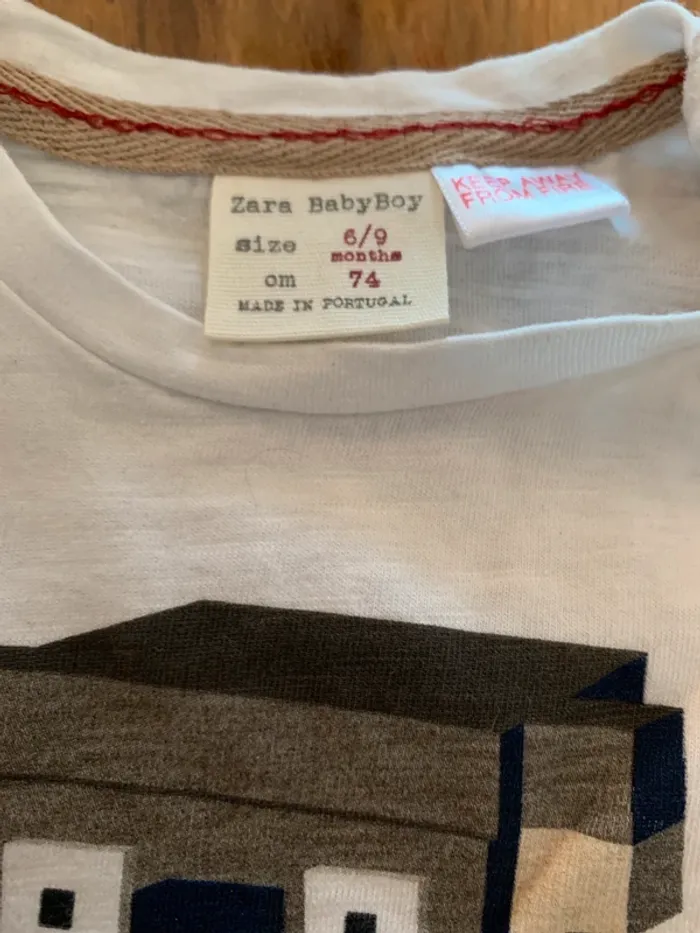 Zara BabyBoy
size 6/9
months
cm 74
MADE IN PORTUGAL
KEEP AWAY
FROM FIRE